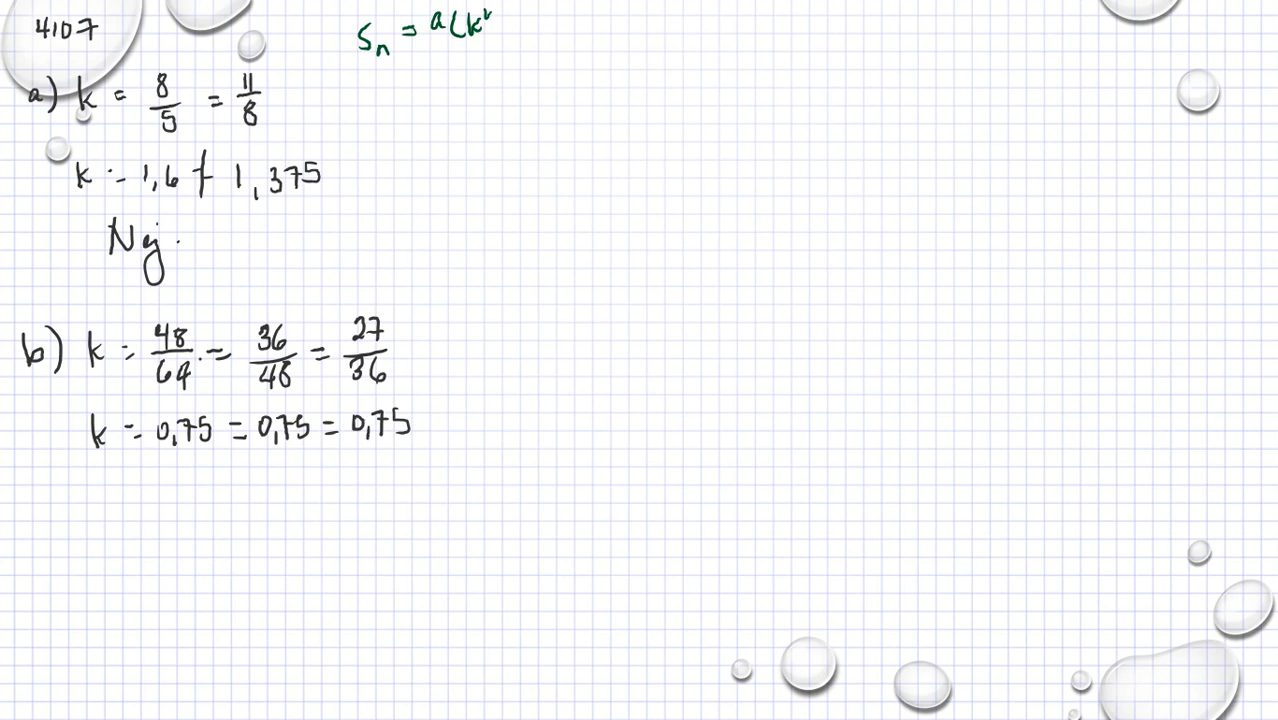 4107
S_n = a(k^r
a) k = 8/5 = 11/8
k = 1,6 ≠ 1,375
Nej.
b) k = 48/64 = 36/48 = 27/36
k = 0,75 = 0,75 = 0,75